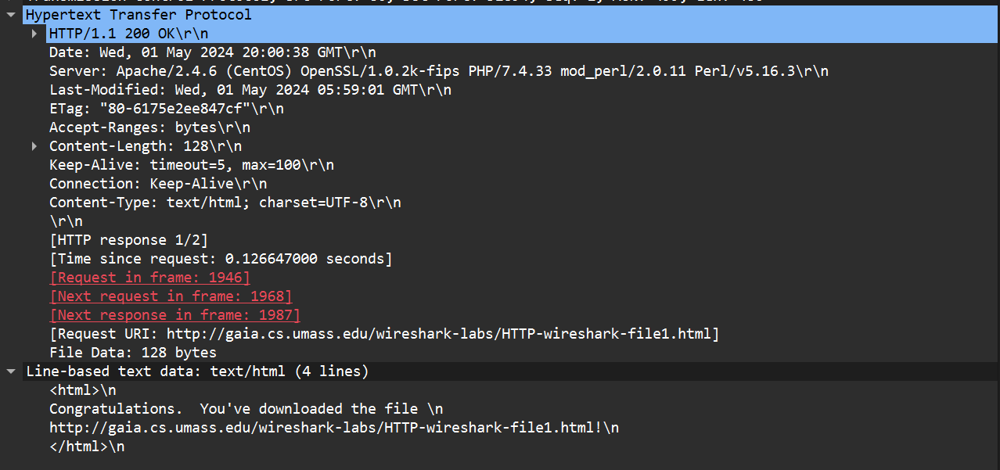 Hypertext Transfer Protocol
HTTP/1.1 200 OK\r\n
Date: Wed, 01 May 2024 20:00:38 GMT\r\n
Server: Apache/2.4.6 (CentOS) OpenSSL/1.0.2k-fips PHP/7.4.33 mod_perl/2.0.11 Perl/v5.16.3\r\n
Last-Modified: Wed, 01 May 2024 05:59:01 GMT\r\n
ETag: "80-6175e2ee847cf"\r\n
Accept-Ranges: bytes\r\n
Content-Length: 128\r\n
Keep-Alive: timeout=5, max=100\r\n
Connection: Keep-Alive\r\n
Content-Type: text/html; charset=UTF-8\r\n
\r\n
[HTTP response 1/2]
[Time since request: 0.126647000 seconds]
[Request in frame: 1946]
[Next request in frame: 1968]
[Next response in frame: 1987]
[Request URI: http://gaia.cs.umass.edu/wireshark-labs/HTTP-wireshark-file1.html]
File Data: 128 bytes
Line-based text data: text/html (4 lines)
<html>\n
Congratulations.  You've downloaded the file \n
http://gaia.cs.umass.edu/wireshark-labs/HTTP-wireshark-file1.html!\n
</html>\n